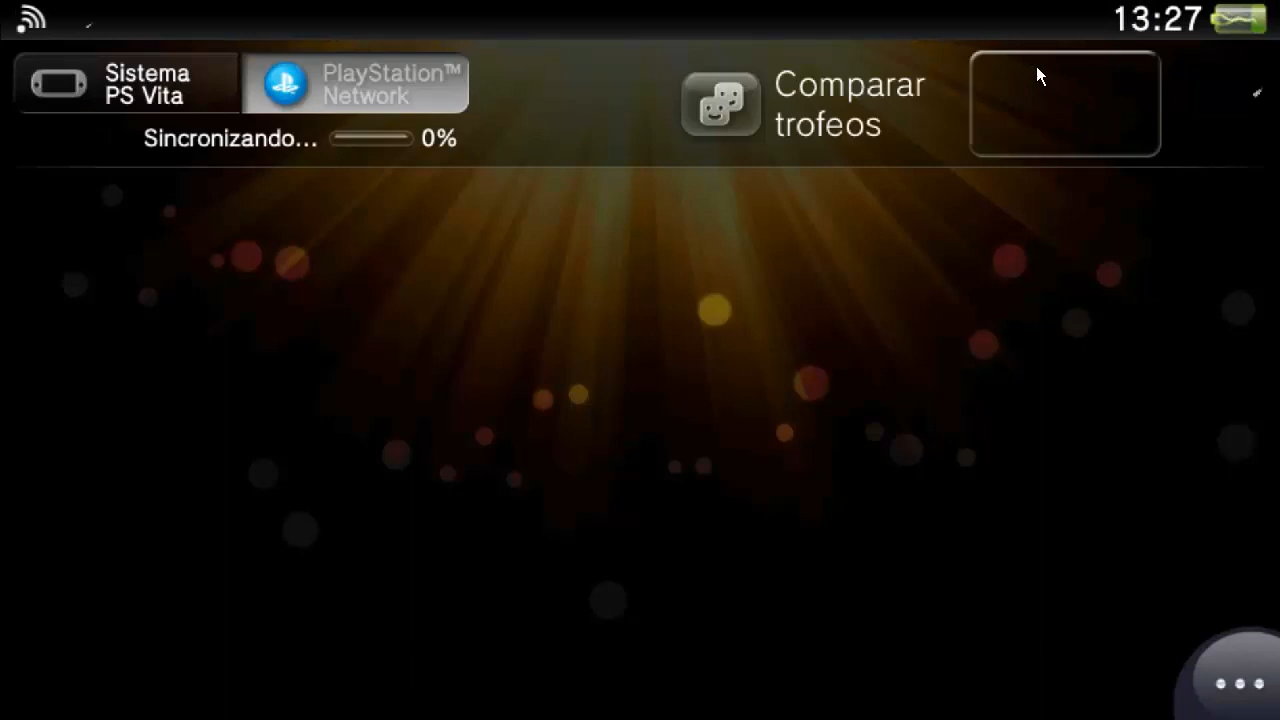 13:27
Sistema
PS Vita
PlayStation™
Network
Sincronizando...
0%
Comparar
trofeos